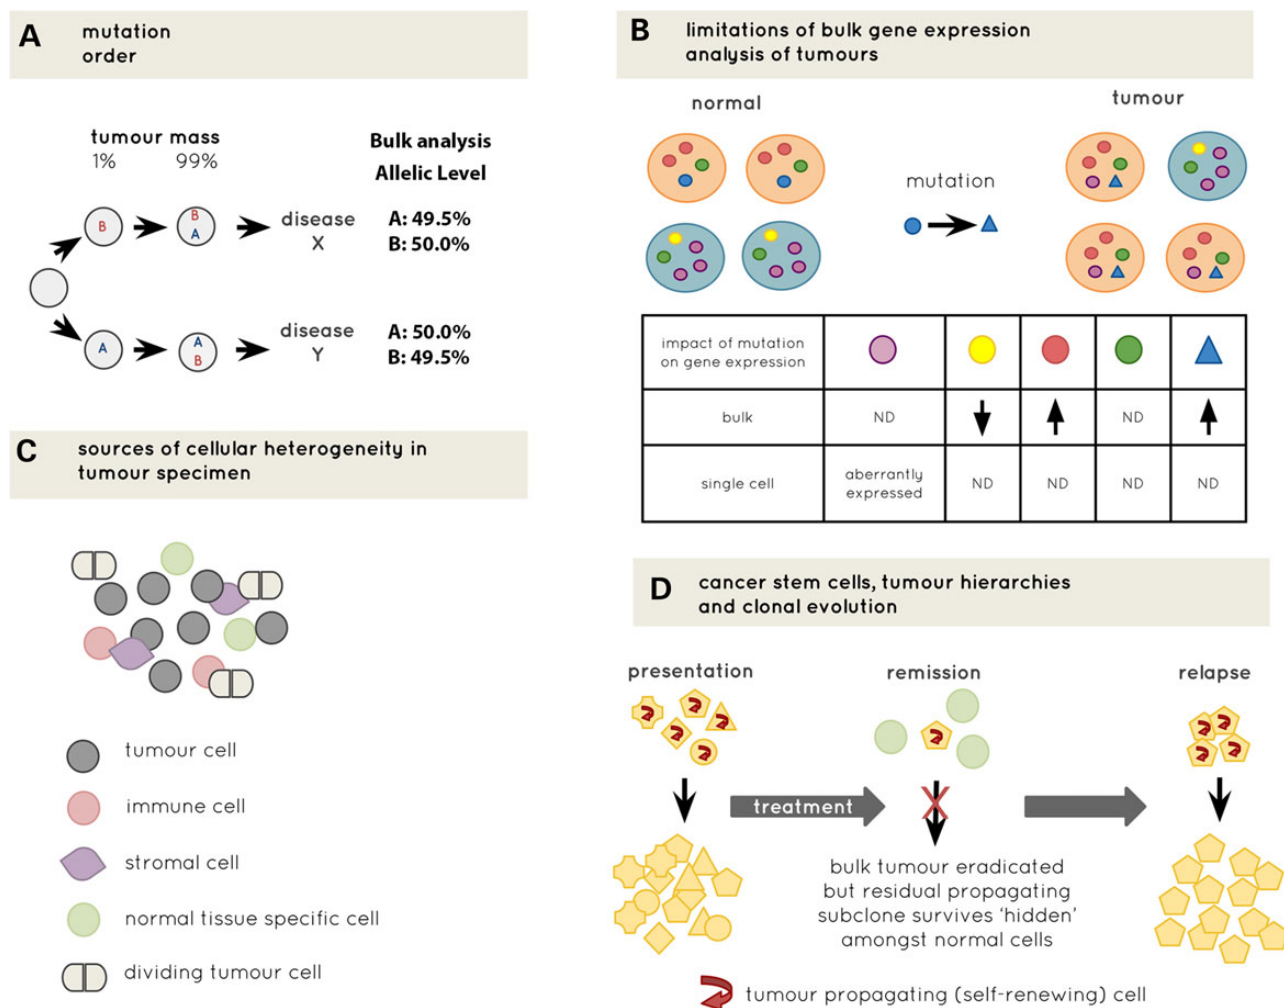 A
mutation
order
tumour mass
1%
99%
Bulk analysis
Allelic Level
B
B
A
disease
X
A: 49.5%
B: 50.0%
A
A
B
disease
Y
A: 50.0%
B: 49.5%
B
limitations of bulk gene expression
analysis of tumours
normal
tumour
mutation
impact of mutation
on gene expression
bulk
ND
ND
single cell
aberrantly
expressed
ND
ND
ND
ND
C
sources of cellular heterogeneity in
tumour specimen
tumour cell
immune cell
stromal cell
normal tissue specific cell
dividing tumour cell
D
cancer stem cells, tumour hierarchies
and clonal evolution
presentation
remission
relapse
treatment
bulk tumour eradicated
but residual propagating
subclone survives 'hidden'
amongst normal cells
tumour propagating (self-renewing) cell